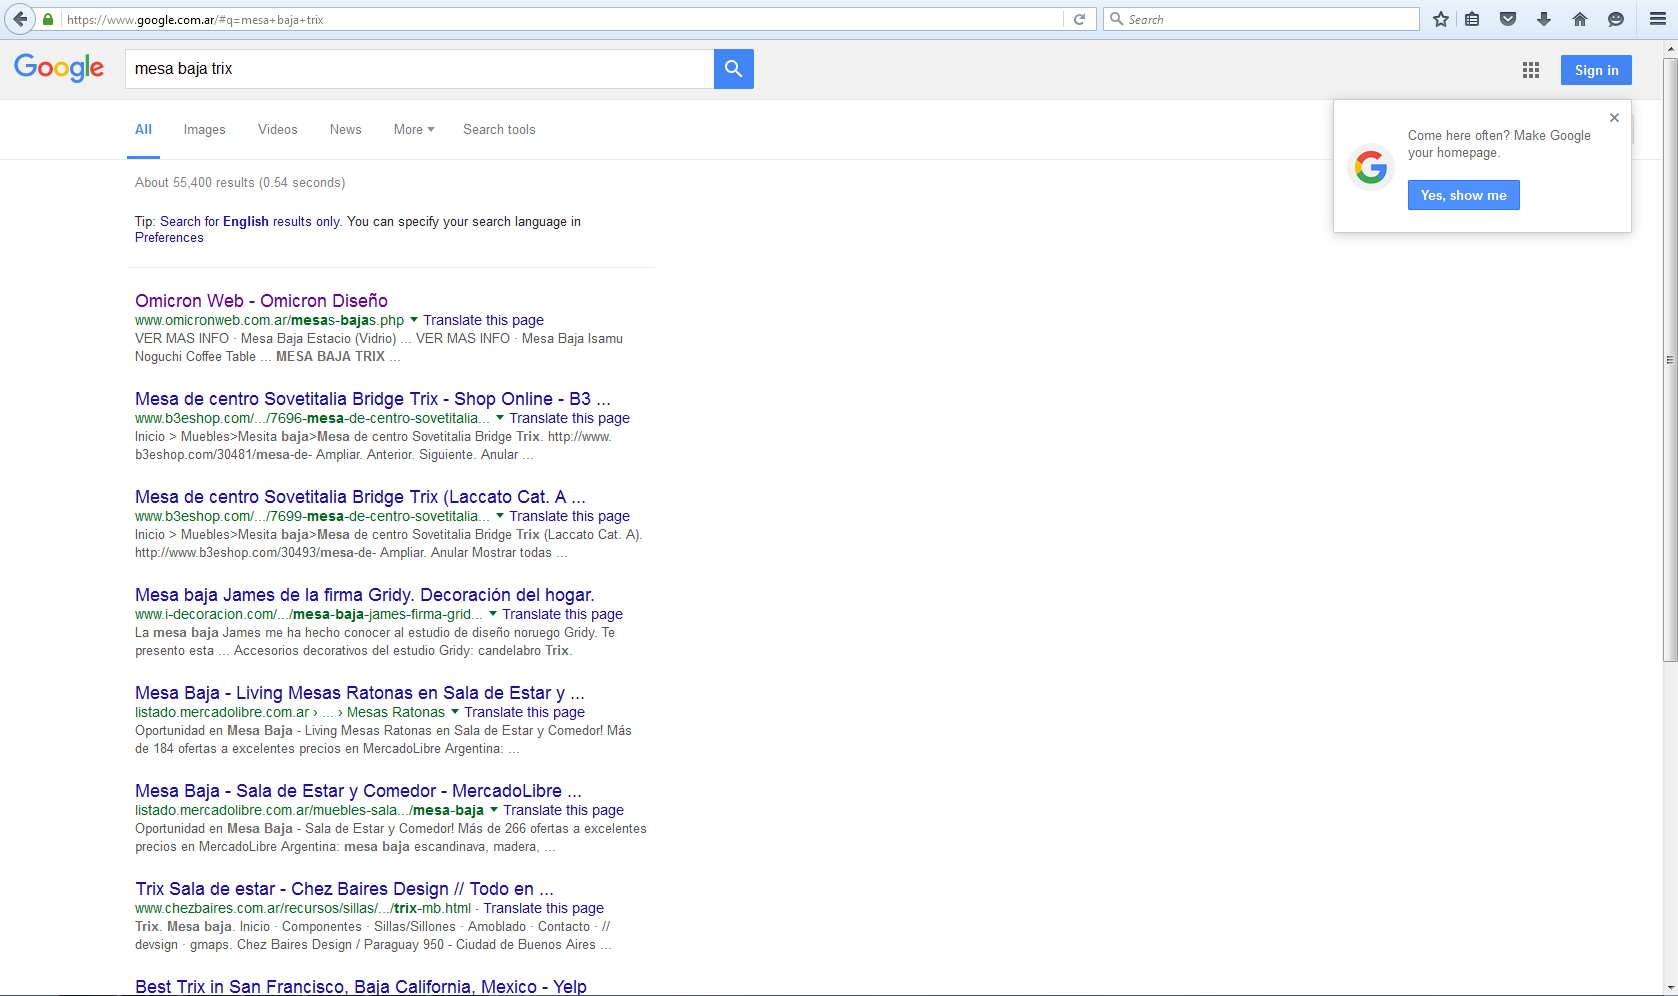 https://www.google.com.ar/#q=mesa+baja+trix
Search
Google
mesa baja trix
Sign in
All Images Videos News More Search tools
Come here often? Make Google
your homepage.
Yes, show me
About 55,400 results (0.54 seconds)
Tip: Search for English results only. You can specify your search language in
Preferences
Omicron Web - Omicron Diseño
www.omicronweb.com.ar/mesas-bajas.php Translate this page
VER MAS INFO · Mesa Baja Estacio (Vidrio) ... VER MAS INFO · Mesa Baja Isamu
Noguchi Coffee Table ... MESA BAJA TRIX ...
Mesa de centro Sovetitalia Bridge Trix - Shop Online - B3 ...
www.b3eshop.com/.../7696-mesa-de-centro-sovetitalia... Translate this page
Inicio > Muebles>Mesita baja>Mesa de centro Sovetitalia Bridge Trix. http://www.
b3eshop.com/30481/mesa-de- Ampliar. Anterior. Siguiente. Anular ...
Mesa de centro Sovetitalia Bridge Trix (Laccato Cat. A ...
www.b3eshop.com/.../7699-mesa-de-centro-sovetitalia... Translate this page
Inicio > Muebles>Mesita baja>Mesa de centro Sovetitalia Bridge Trix (Laccato Cat. A).
http://www.b3eshop.com/30493/mesa-de- Ampliar. Anular Mostrar todas ...
Mesa baja James de la firma Gridy. Decoración del hogar.
www.i-decoracion.com/.../mesa-baja-james-firma-grid... Translate this page
La mesa baja James me ha hecho conocer al estudio de diseño noruego Gridy. Te
presento esta ... Accesorios decorativos del estudio Gridy: candelabro Trix.
Mesa Baja - Living Mesas Ratonas en Sala de Estar y ...
listado.mercadolibre.com.ar › ... › Mesas Ratonas Translate this page
Oportunidad en Mesa Baja - Living Mesas Ratonas en Sala de Estar y Comedor! Más
de 184 ofertas a excelentes precios en MercadoLibre Argentina: ...
Mesa Baja - Sala de Estar y Comedor - MercadoLibre ...
listado.mercadolibre.com.ar/muebles-sala.../mesa-baja Translate this page
Oportunidad en Mesa Baja - Sala de Estar y Comedor! Más de 266 ofertas a excelentes
precios en MercadoLibre Argentina: mesa baja escandinava, madera, ...
Trix Sala de estar - Chez Baires Design // Todo en ...
www.chezbaires.com.ar/recursos/sillas/.../trix-mb.html - Translate this page
Trix. Mesa baja. Inicio · Componentes · Sillas/Sillones · Amoblado · Contacto · //
devsign · gmaps. Chez Baires Design / Paraguay 950 - Ciudad de Buenos Aires ...
Best Trix in San Francisco, Baja California, Mexico - Yelp